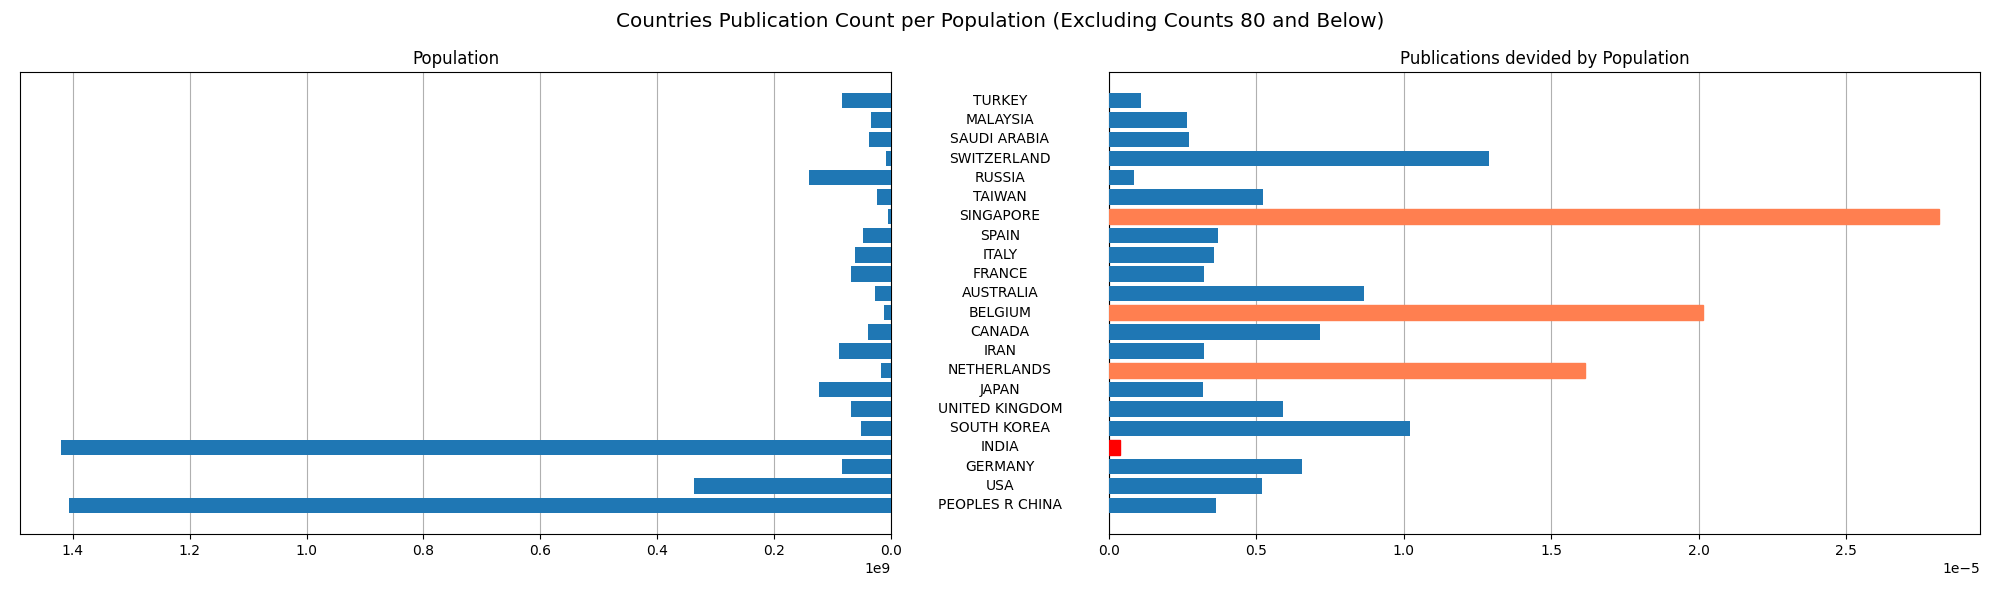 Countries Publication Count per Population (Excluding Counts 80 and Below)
Population
Publications devided by Population
TURKEY
MALAYSIA
SAUDI ARABIA
SWITZERLAND
RUSSIA
TAIWAN
SINGAPORE
SPAIN
ITALY
FRANCE
AUSTRALIA
BELGIUM
CANADA
IRAN
NETHERLANDS
JAPAN
UNITED KINGDOM
SOUTH KOREA
INDIA
GERMANY
USA
PEOPLES R CHINA
1.4 1.2 1.0 0.8 0.6 0.4 0.2 0.0
1e9
0.0 0.5 1.0 1.5 2.0 2.5
1e−5